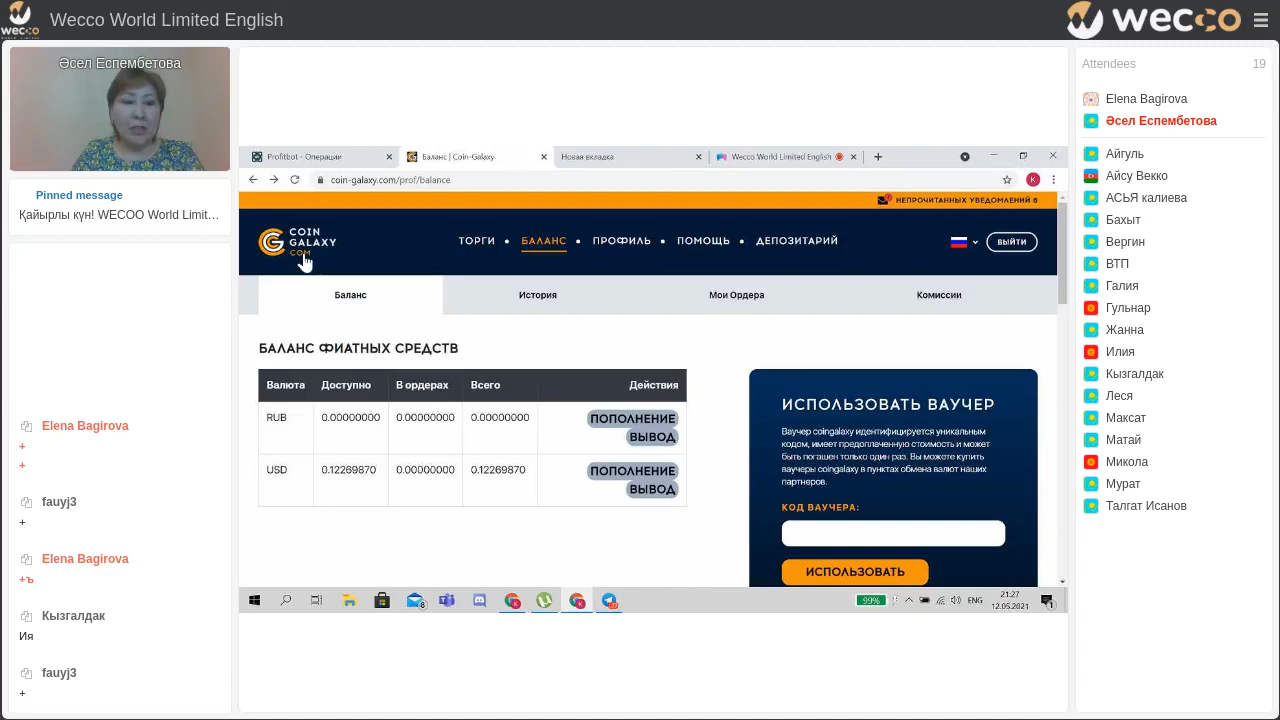 wecco
Wecco World Limited English
wecco
Әсел Еспембетова
Pinned message
Қайырлы күн! WECOO World Limit...
Elena Bagirova
+
+
fauyj3
+
Elena Bagirova
+ъ
Кызгалдак
Ия
fauyj3
+
Profitbot - Операции
Баланс | Coin-Galaxy
Новая вкладка
Wecco World Limited English
coin-galaxy.com/prof/balance
K
НЕПРОЧИТАННЫХ УВЕДОМЛЕНИЙ 6
COIN
GALAXY
COM
ТОРГИ • БАЛАНС • ПРОФИЛЬ • ПОМОЩЬ • ДЕПОЗИТАРИЙ
ВЫЙТИ
Баланс
История
Мои Ордера
Комиссии
БАЛАНС ФИАТНЫХ СРЕДСТВ
Валюта Доступно В ордерах Всего Действия
RUB 0.00000000 0.00000000 0.00000000 ПОПОЛНЕНИЕ
ВЫВОД
USD 0.12269870 0.00000000 0.12269870 ПОПОЛНЕНИЕ
ВЫВОД
ИСПОЛЬЗОВАТЬ ВАУЧЕР
Ваучер coingalaxy идентифицируется уникальным
кодом, имеет предоплаченную стоимость и может
быть погашен только один раз. Вы можете купить
ваучеры coingalaxy в пунктах обмена валют наших
партнеров.
КОД ВАУЧЕРА:
ИСПОЛЬЗОВАТЬ
8
99%
ENG
21:27
12.05.2021
1
Attendees 19
Elena Bagirova
Әсел Еспембетова
Айгуль
Айсу Векко
АСЬЯ калиева
Бахыт
Вергин
ВТП
Галия
Гульнар
Жанна
Илия
Кызгалдак
Леся
Максат
Матай
Микола
Мурат
Талгат Исанов